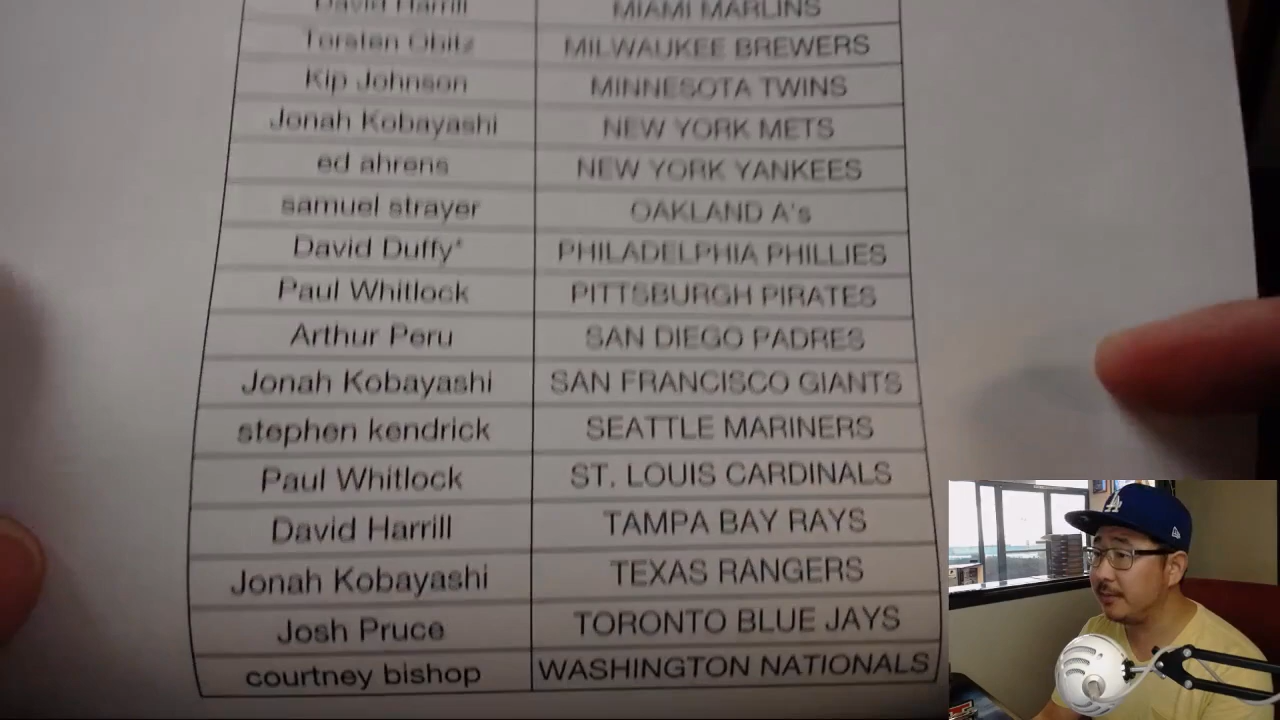 David Harrill MIAMI MARLINS
Torsten Obitz MILWAUKEE BREWERS
Kip Johnson MINNESOTA TWINS
Jonah Kobayashi NEW YORK METS
ed ahrens NEW YORK YANKEES
samuel strayer OAKLAND A's
David Duffy* PHILADELPHIA PHILLIES
Paul Whitlock PITTSBURGH PIRATES
Arthur Peru SAN DIEGO PADRES
Jonah Kobayashi SAN FRANCISCO GIANTS
stephen kendrick SEATTLE MARINERS
Paul Whitlock ST. LOUIS CARDINALS
David Harrill TAMPA BAY RAYS
Jonah Kobayashi TEXAS RANGERS
Josh Pruce TORONTO BLUE JAYS
courtney bishop WASHINGTON NATIONALS
LA